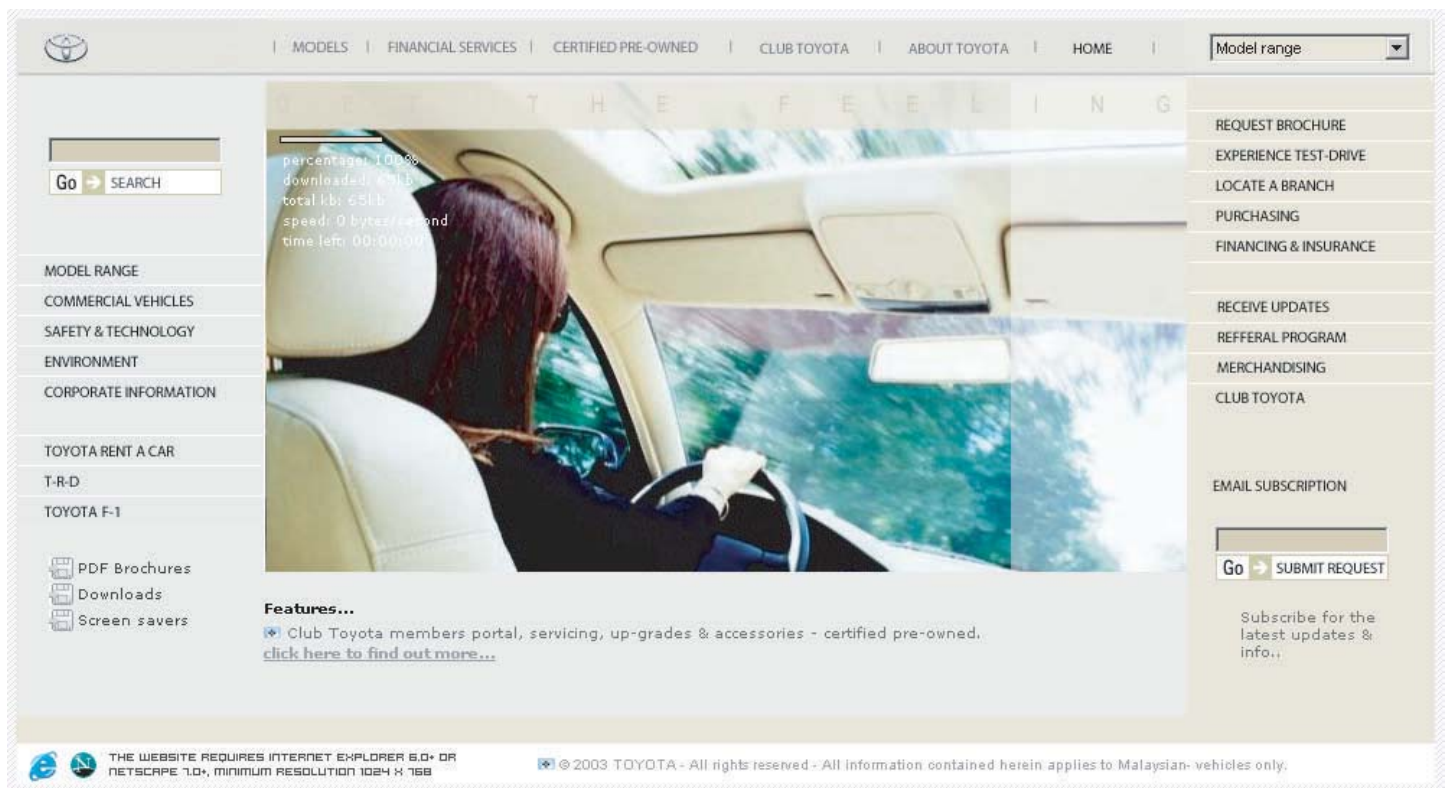 MODELS | FINANCIAL SERVICES | CERTIFIED PRE-OWNED | CLUB TOYOTA | ABOUT TOYOTA | HOME |
Model range
GET THE FEELING
percentage: 100%
downloaded: 65kb
total kb: 65kb
speed: 0 bytes/second
time left: 00:00:00
Go SEARCH
MODEL RANGE
COMMERCIAL VEHICLES
SAFETY & TECHNOLOGY
ENVIRONMENT
CORPORATE INFORMATION
TOYOTA RENT A CAR
T-R-D
TOYOTA F-1
PDF Brochures
Downloads
Screen savers
Features...
Club Toyota members portal, servicing, up-grades & accessories - certified pre-owned.
click here to find out more...
REQUEST BROCHURE
EXPERIENCE TEST-DRIVE
LOCATE A BRANCH
PURCHASING
FINANCING & INSURANCE
RECEIVE UPDATES
REFFERAL PROGRAM
MERCHANDISING
CLUB TOYOTA
EMAIL SUBSCRIPTION
Go SUBMIT REQUEST
Subscribe for the
latest updates &
info..
THE WEBSITE REQUIRES INTERNET EXPLORER 6.0+ OR
NETSCAPE 7.0+, MINIMUM RESOLUTION 1024 X 768
© 2003 TOYOTA - All rights reserved - All information contained herein applies to Malaysian- vehicles only.